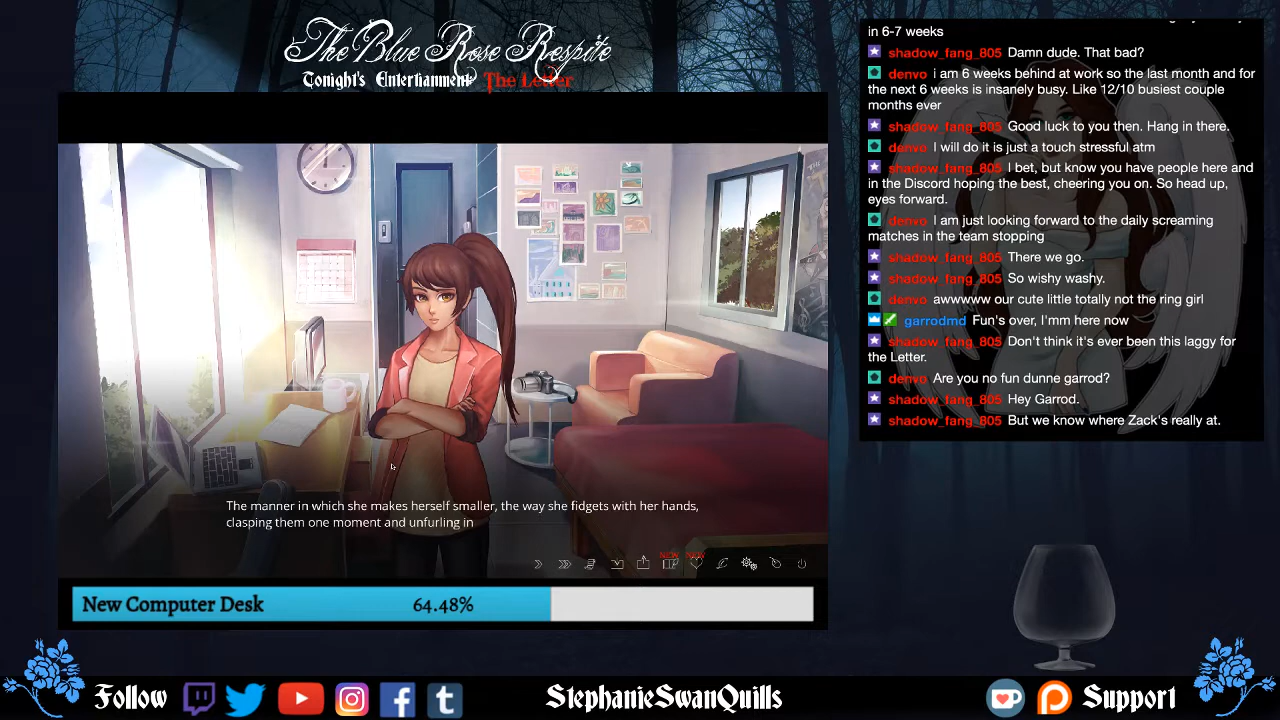 The Blue Rose Respite
Tonight's Entertainment: The Letter
in 6-7 weeks
shadow_fang_805 Damn dude. That bad?
denvo i am 6 weeks behind at work so the last month and for
the next 6 weeks is insanely busy. Like 12/10 busiest couple
months ever
shadow_fang_805 Good luck to you then. Hang in there.
denvo I will do it is just a touch stressful atm
shadow_fang_805 I bet, but know you have people here and
in the Discord hoping the best, cheering you on. So head up,
eyes forward.
denvo I am just looking forward to the daily screaming
matches in the team stopping
shadow_fang_805 There we go.
shadow_fang_805 So wishy washy.
denvo awwwww our cute little totally not the ring girl
garrodmd Fun's over, I'mm here now
shadow_fang_805 Don't think it's ever been this laggy for
the Letter.
denvo Are you no fun dunne garrod?
shadow_fang_805 Hey Garrod.
shadow_fang_805 But we know where Zack's really at.
The manner in which she makes herself smaller, the way she fidgets with her hands,
clasping them one moment and unfurling in
NEW NEW
New Computer Desk 64.48%
Follow StephanieSwanQuills Support